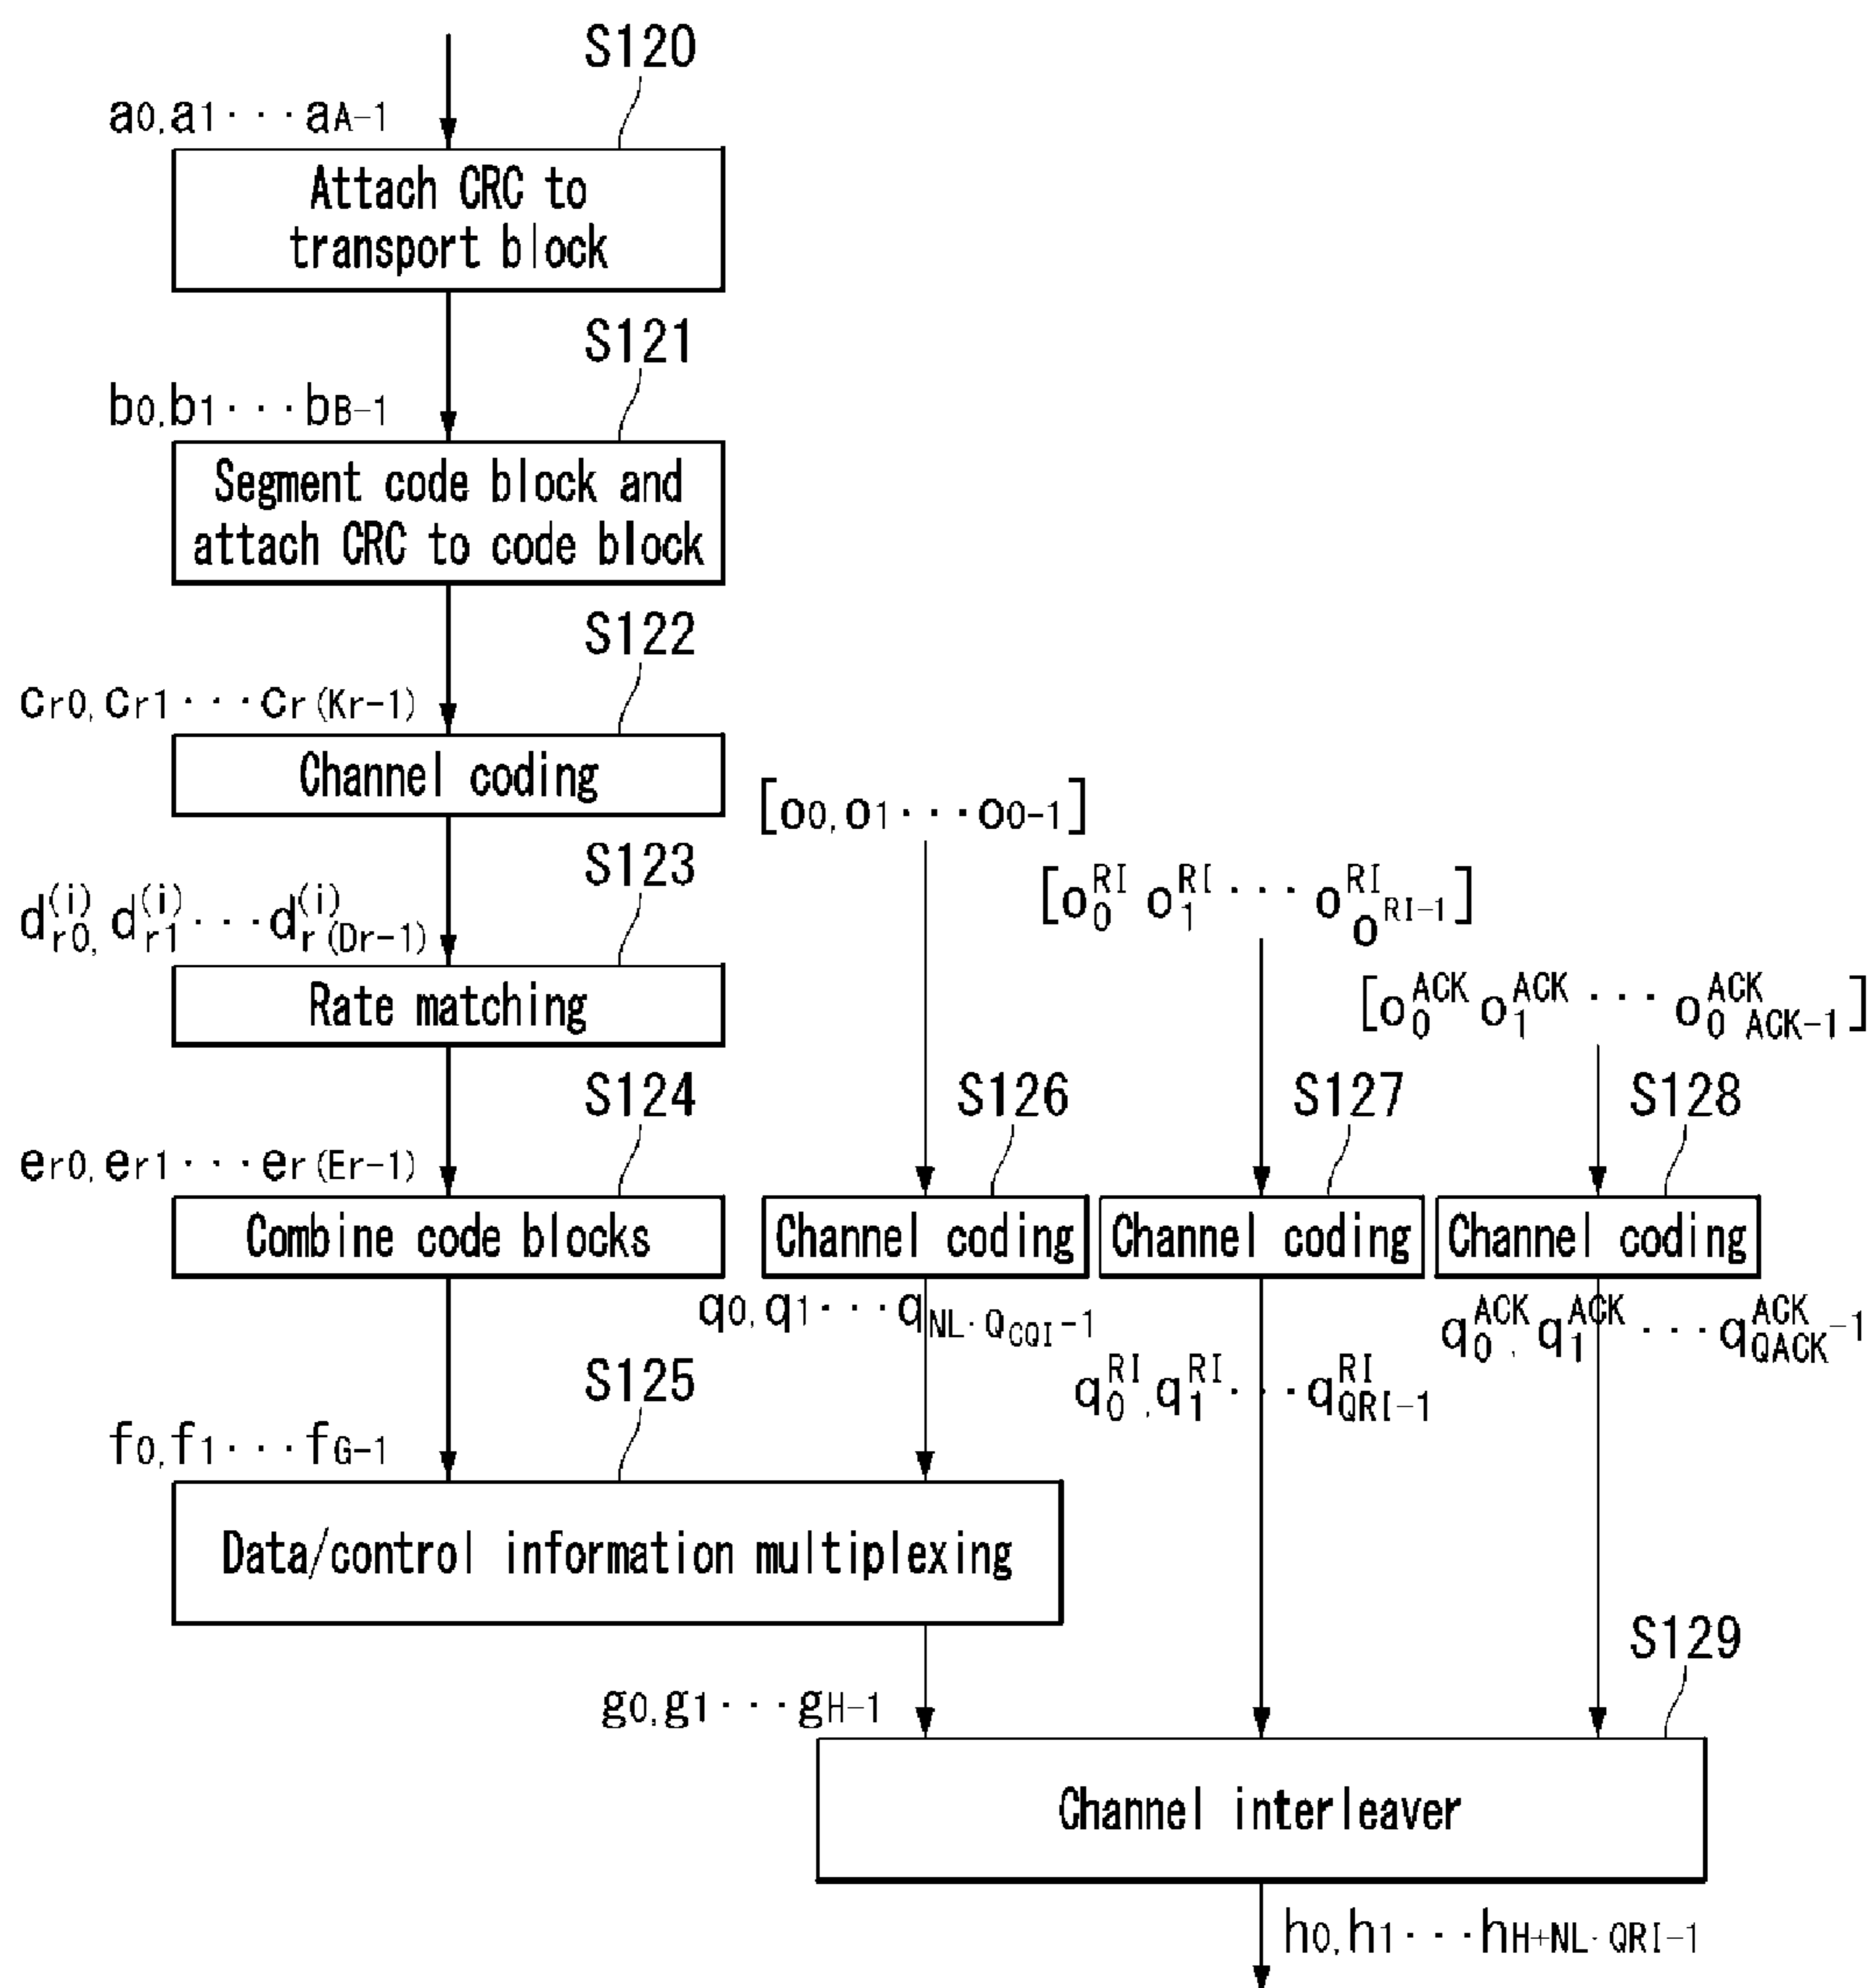 S120
a0,a1···aA-1
Attach CRC to
transport block
S121
b0,b1···bB-1
Segment code block and
attach CRC to code block
S122
Cr0,Cr1···Cr(Kr-1)
Channel coding
[o0,o1···o0-1]
S123
d(i)r0,d(i)r1···d(i)r(Dr-1)
[oRI0 oRI1···oRIoRI-1]
Rate matching
[oACK0 oACK1···oACK0ACK-1]
S124
S126
S127
S128
er0,er1···er(Er-1)
Combine code blocks
Channel coding
Channel coding
Channel coding
q0,q1···qNL·QCQI-1
qACK0,qACK1···qACKQACK-1
qRI0,qRI1···qRIQRI-1
S125
f0,f1···fG-1
Data/control information multiplexing
S129
g0,g1···gH-1
Channel interleaver
h0,h1···hH+NL·QRI-1